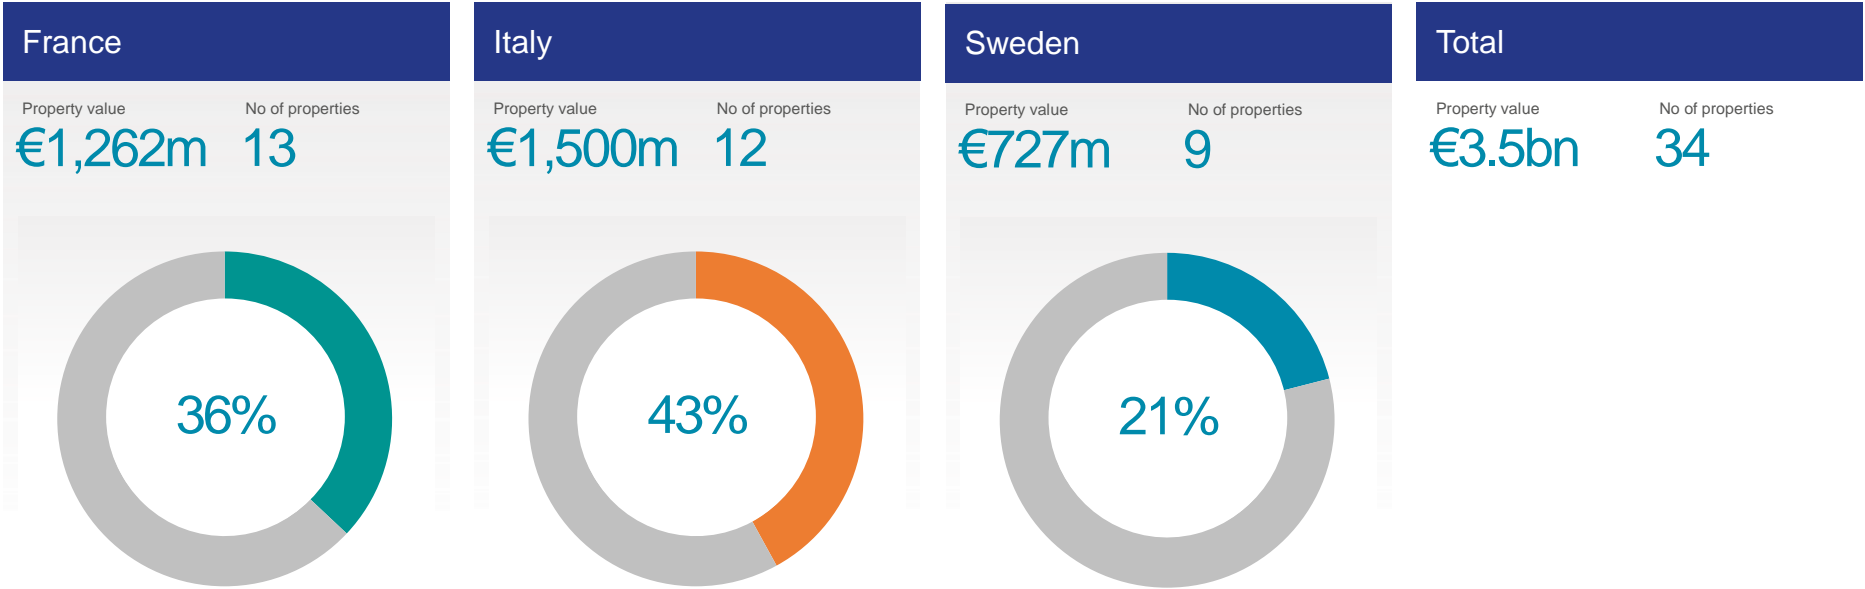 France
Property value No of properties
€1,262m 13
36%
Italy
Property value No of properties
€1,500m 12
43%
Sweden
Property value No of properties
€727m 9
21%
Total
Property value No of properties
€3.5bn 34